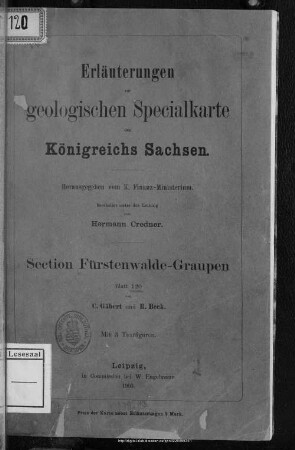 120
Erläuterungen
zur
geologischen Specialkarte
des
Königreichs Sachsen.
Herausgegeben vom K. Finanz-Ministerium.
Bearbeitet unter der Leitung
von
Hermann Credner.
Section Fürstenwalde-Graupen
Blatt 120
von
C. Gäbert und R. Beck.
Mit 3 Textfiguren.
Leipzig,
in Commission bei W. Engelmann
1903.
Preis der Karte nebst Erläuterungen 3 Mark.
Lesesaal